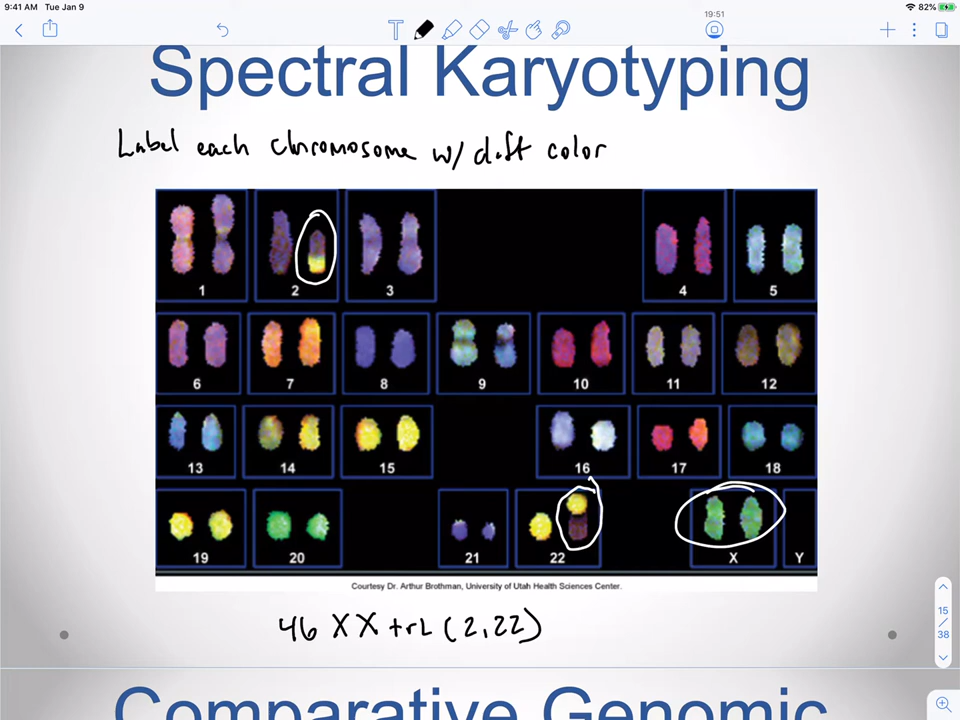 9:41 AM Tue Jan 9
82%
19:51
Spectral Karyotyping
Label each chromosome w/ diff color
1 2 3 4 5
6 7 8 9 10 11 12
13 14 15 16 17 18
19 20 21 22 X Y
Courtesy Dr. Arthur Brothman, University of Utah Health Sciences Center.
46 XX trL (2,22)
15
/
38
Comparative Genomic